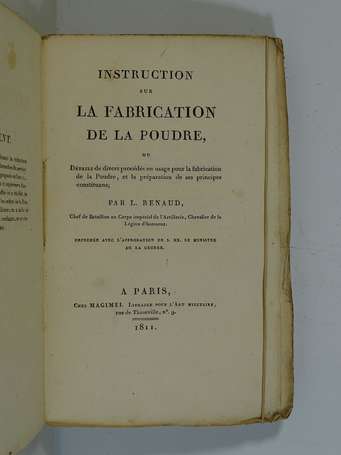 INSTRUCTION
SUR
LA FABRICATION
DE LA POUDRE,
OU
DÉTAILS de divers procédés en usage pour la fabrication
de la Poudre, et la préparation de ses principes
constituans;
PAR L. RENAUD,
Chef de Bataillon au Corps impérial de l'Artillerie, Chevalier de la
Légion d'honneur.
IMPRIMÉE AVEC L'APPROBATION DE S. EX. LE MINISTRE
DE LA GUERRE.
A PARIS,
CHEZ MAGIMEL, LIBRAIRE POUR L'ART MILITAIRE,
rue de Thionville, n°. 9.
1811.